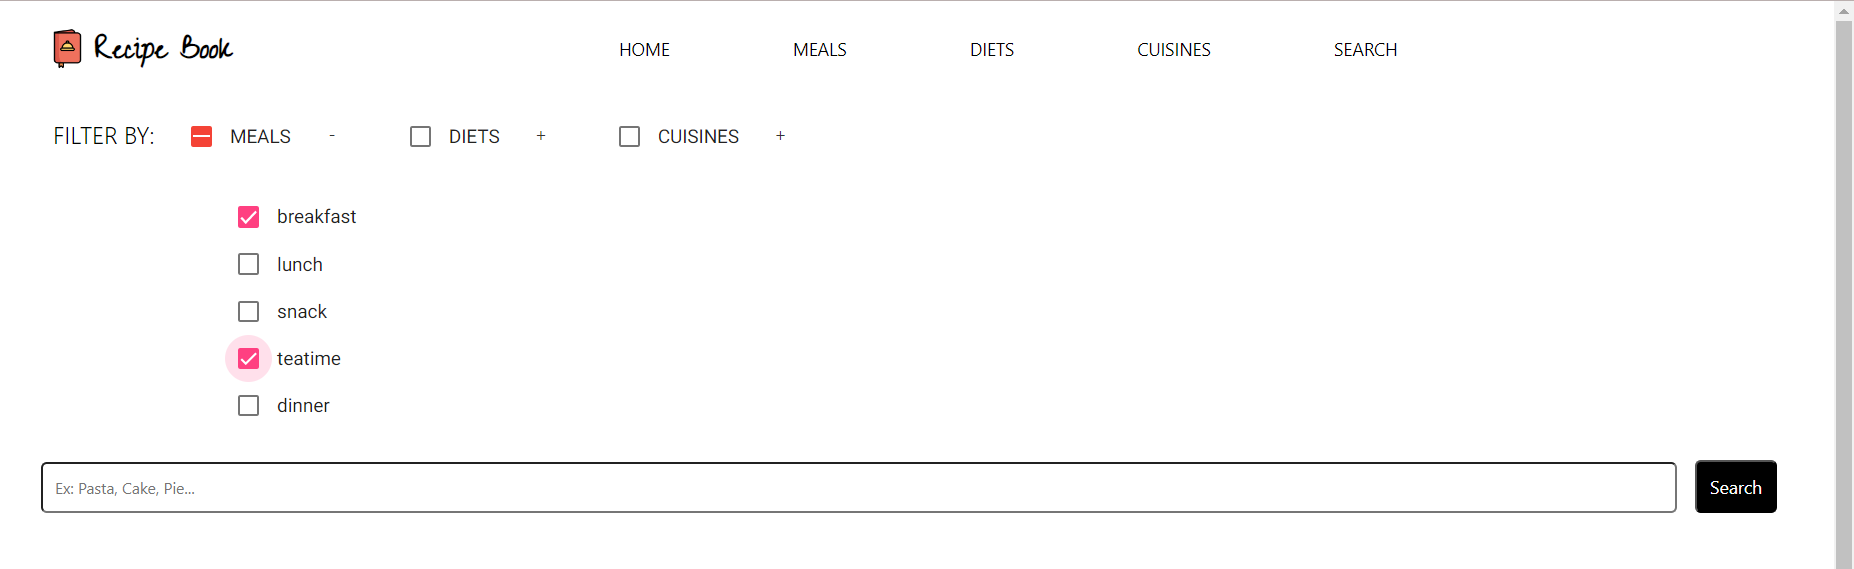 Recipe Book HOME MEALS DIETS CUISINES SEARCH
FILTER BY: MEALS - DIETS + CUISINES +
breakfast
lunch
snack
teatime
dinner
Ex: Pasta, Cake, Pie... Search